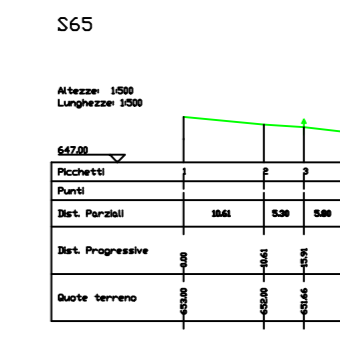 S65
Altezze: 1:500
Lunghezze: 1:500
647.00
Picchetti 1 2 3
Punti
Dist. Parziali 10.61 5.30 5.80
Dist. Progressive 0.00 10.61 15.91
Quote terreno 653.00 652.00 651.66